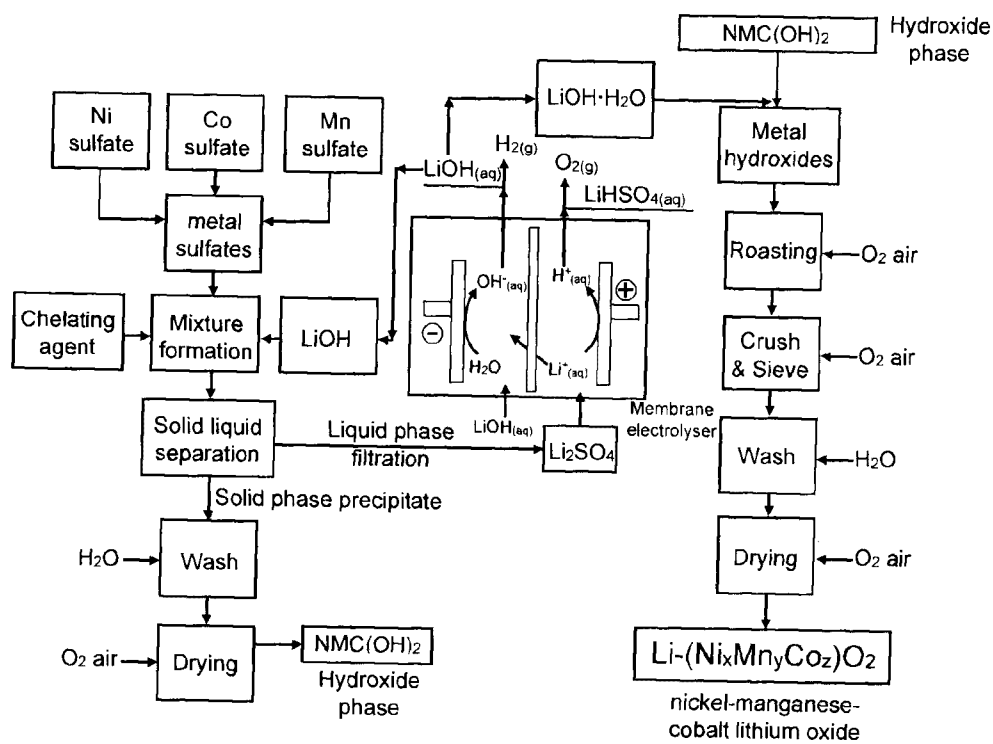 NMC(OH)2
Hydroxide
phase
Ni
sulfate
Co
sulfate
Mn
sulfate
LiOH·H2O
Metal
hydroxides
H2(g)
LiOH(aq)
O2(g)
LiHSO4(aq)
metal
sulfates
Roasting
O2 air
OH-(aq)
H+(aq)
⊕
⊖
Chelating
agent
Mixture
formation
LiOH
H2O
Li+(aq)
Crush
& Sieve
O2 air
LiOH(aq)
Membrane
electrolyser
Solid liquid
separation
Liquid phase
filtration
Li2SO4
Wash
H2O
Solid phase precipitate
H2O
Wash
Drying
O2 air
O2 air
Drying
NMC(OH)2
Hydroxide
phase
Li-(NixMnyCoz)O2
nickel-manganese-
cobalt lithium oxide